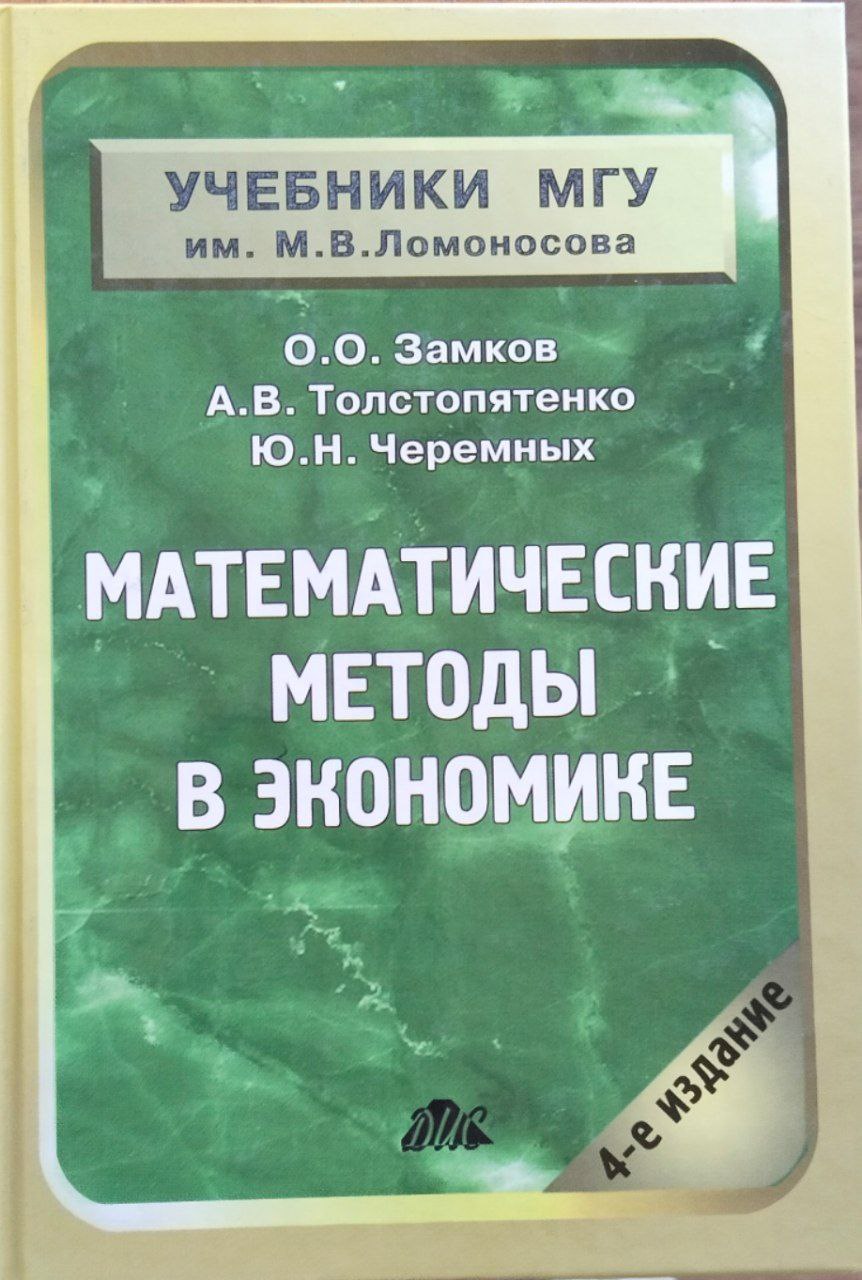 УЧЕБНИКИ МГУ
им. М.В.Ломоносова
О.О. Замков
А.В. Толстопятенко
Ю.Н. Черемных
МАТЕМАТИЧЕСКИЕ
МЕТОДЫ
В ЭКОНОМИКЕ
4-е издание
ДИС